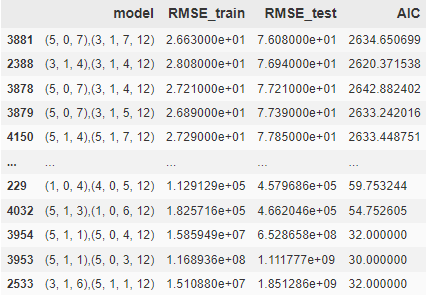 model RMSE_train RMSE_test AIC
3881 (5, 0, 7),(3, 1, 7, 12) 2.663000e+01 7.608000e+01 2634.650699
2388 (3, 1, 4),(3, 1, 4, 12) 2.808000e+01 7.694000e+01 2620.371538
3878 (5, 0, 7),(3, 1, 4, 12) 2.721000e+01 7.721000e+01 2642.882402
3879 (5, 0, 7),(3, 1, 5, 12) 2.689000e+01 7.739000e+01 2633.242016
4150 (5, 1, 4),(5, 1, 7, 12) 2.729000e+01 7.785000e+01 2633.448751
... ... ... ... ...
229 (1, 0, 4),(4, 0, 5, 12) 1.129129e+05 4.579686e+05 59.753244
4032 (5, 1, 3),(1, 0, 6, 12) 1.825716e+05 4.662046e+05 54.752605
3954 (5, 1, 1),(5, 0, 4, 12) 1.585949e+07 6.528658e+08 32.000000
3953 (5, 1, 1),(5, 0, 3, 12) 1.168936e+08 1.111777e+09 30.000000
2533 (3, 1, 6),(5, 1, 1, 12) 1.510880e+07 1.851286e+09 32.000000